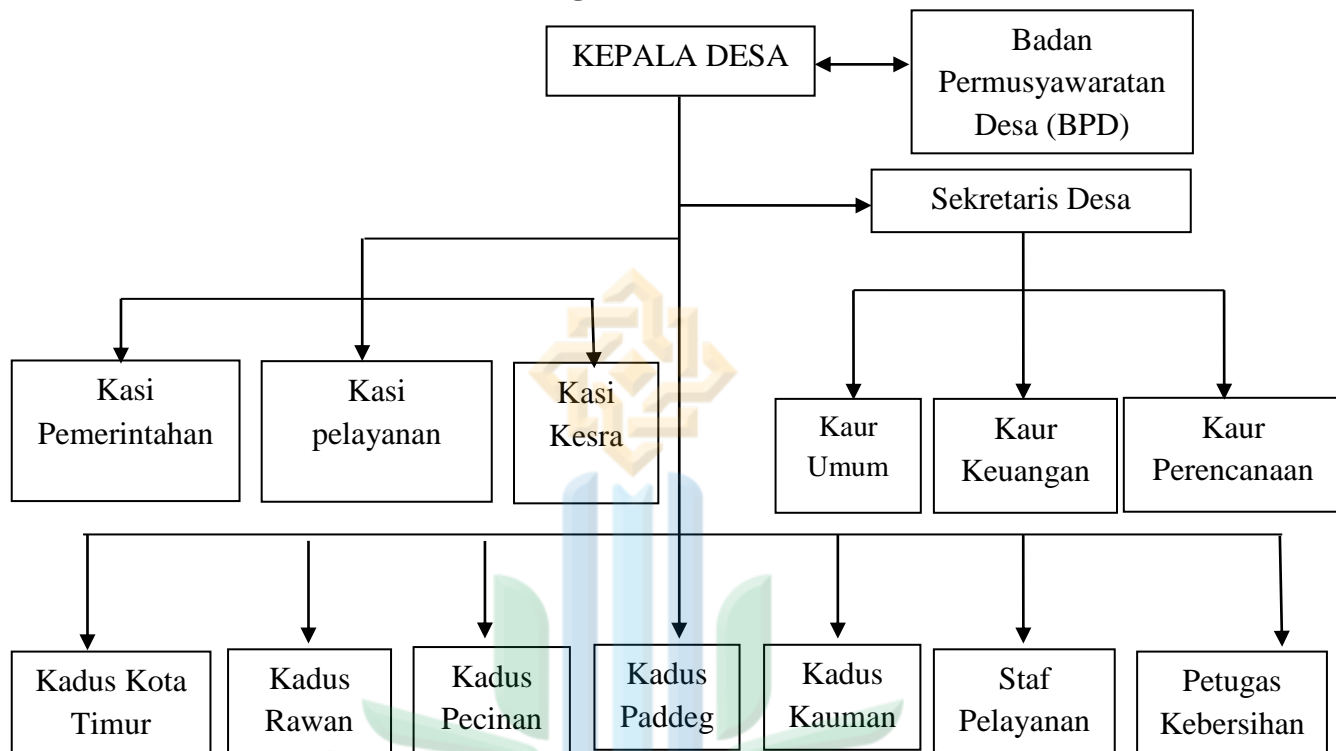 KEPALA DESA
Badan
Permusyawaratan
Desa (BPD)
Sekretaris Desa
Kasi
Pemerintahan
Kasi
pelayanan
Kasi
Kesra
Kaur
Umum
Kaur
Keuangan
Kaur
Perencanaan
Kadus Kota
Timur
Kadus
Rawan
Kadus
Pecinan
Kadus
Paddeg
Kadus
Kauman
Staf
Pelayanan
Petugas
Kebersihan